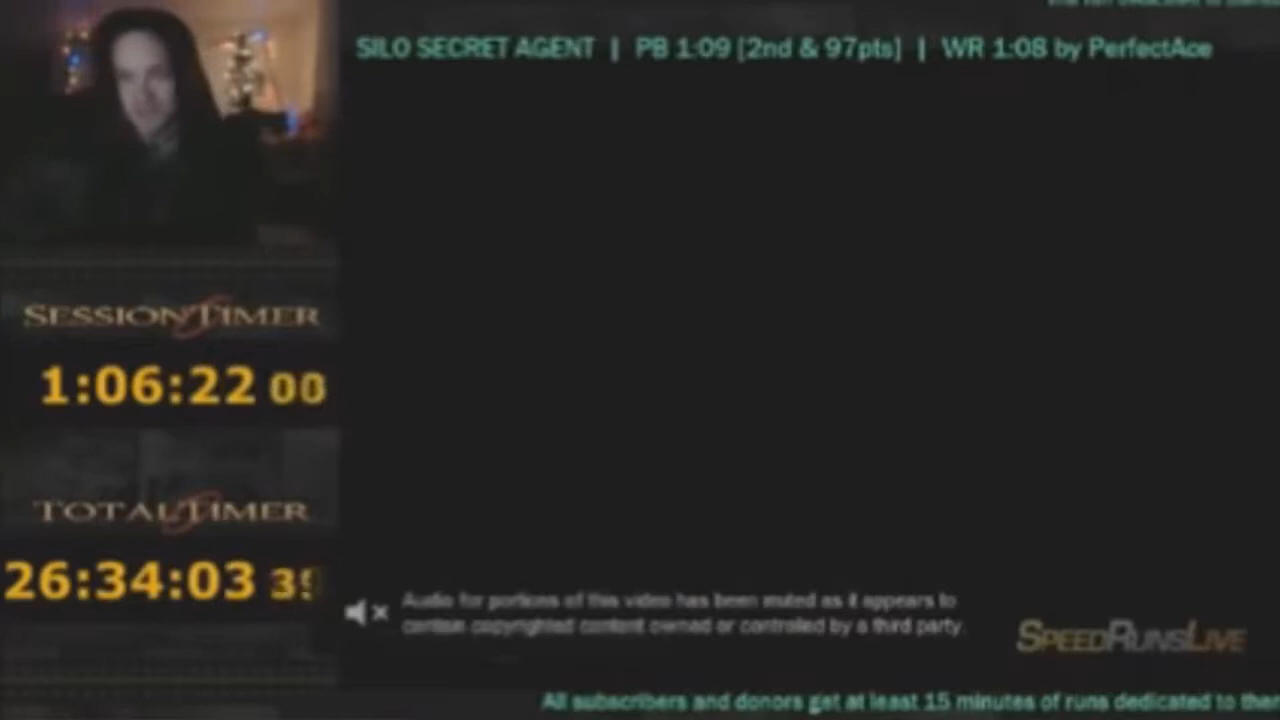 SILO SECRET AGENT | PB 1:09 [2nd & 97pts] | WR 1:08 by PerfectAce
SESSION TIMER
1:06:22 00
TOTAL TIMER
26:34:03
Audio for portions of this video has been muted as it appears to
contain copyrighted content owned or controlled by a third party.
SPEEDRUNSLIVE
All subscribers and donors get at least 15 minutes of runs dedicated to